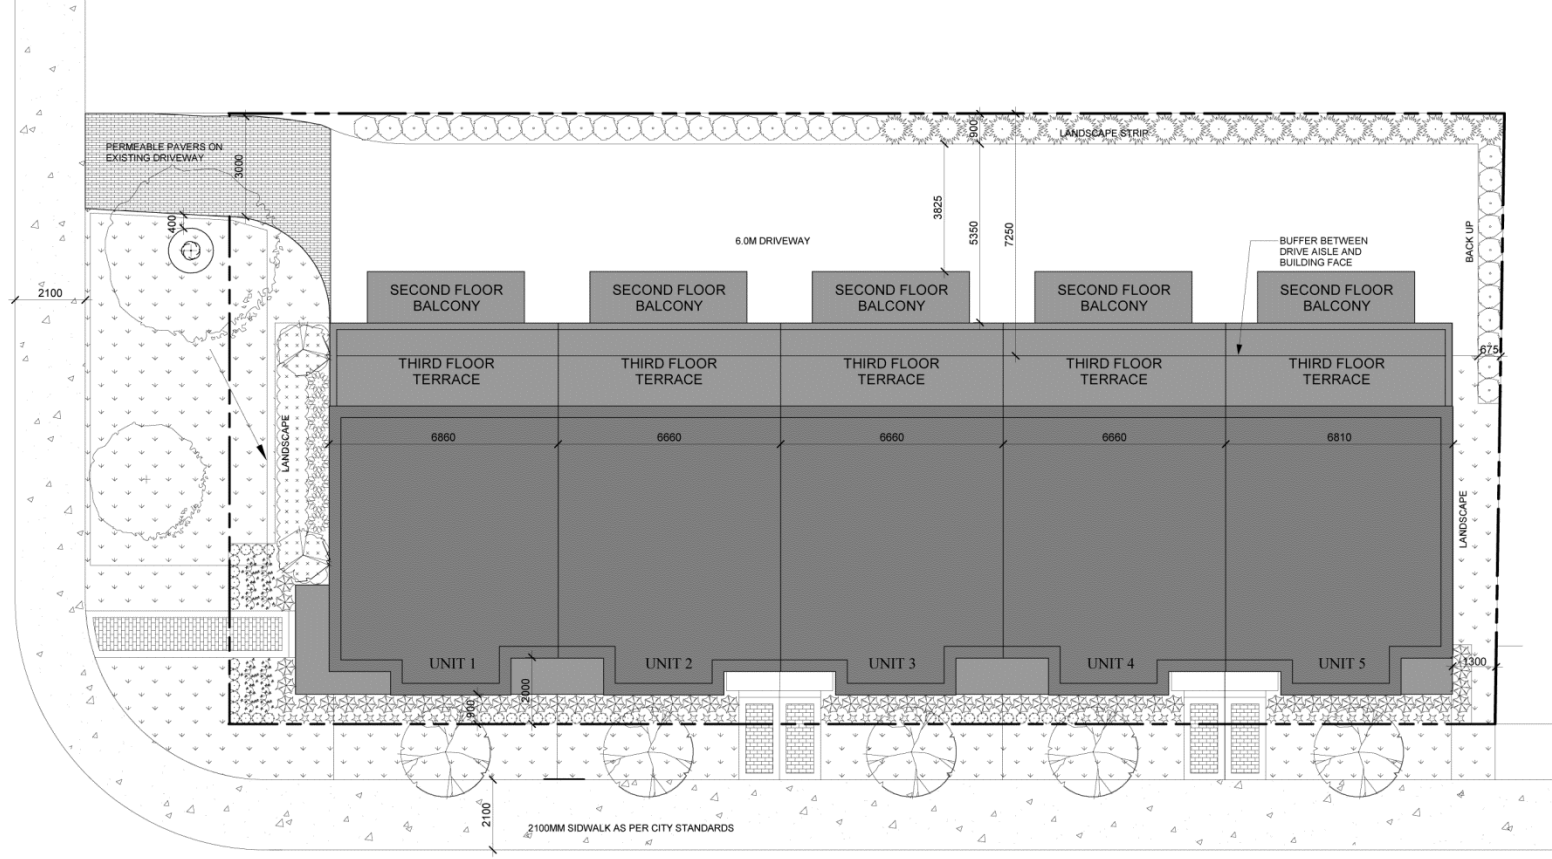 900
LANDSCAPE STRIP
PERMEABLE PAVERS ON
EXISTING DRIVEWAY
3000
400
3825
5350
7250
6.0M DRIVEWAY
BUFFER BETWEEN
DRIVE AISLE AND
BUILDING FACE
BACK UP
2100
SECOND FLOOR
BALCONY
SECOND FLOOR
BALCONY
SECOND FLOOR
BALCONY
SECOND FLOOR
BALCONY
SECOND FLOOR
BALCONY
675
THIRD FLOOR
TERRACE
THIRD FLOOR
TERRACE
THIRD FLOOR
TERRACE
THIRD FLOOR
TERRACE
THIRD FLOOR
TERRACE
LANDSCAPE
6860
6660
6660
6660
6810
LANDSCAPE
UNIT 1
UNIT 2
UNIT 3
UNIT 4
UNIT 5
1300
900
2000
2100
2100MM SIDWALK AS PER CITY STANDARDS